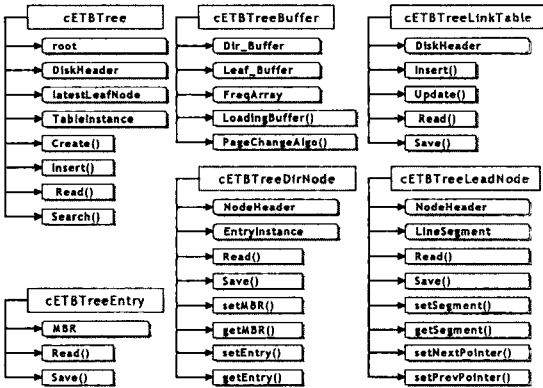 cETBTree
root
DiskHeader
latestLeafNode
TableInstance
Create()
Insert()
Read()
Search()
cETBTreeBuffer
Dir_Buffer
Leaf_Buffer
FreqArray
LoadingBuffer()
PageChangeAlgo()
cETBTreeLinkTable
DiskHeader
Insert()
Update()
Read()
Save()
cETBTreeEntry
MBR
Read()
Save()
cETBTreeDirNode
NodeHeader
EntryInstance
Read()
Save()
setMBR()
getMBR()
setEntry()
getEntry()
cETBTreeLeadNode
NodeHeader
LineSegment
Read()
Save()
setSegment()
getSegment()
setNextPointer()
setPrevPointer()